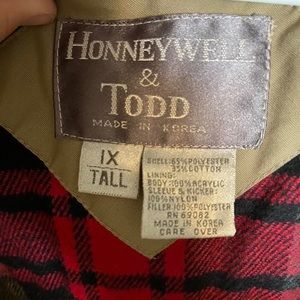 HONNEYWELL
&
TODD
MADE IN KOREA
1X
TALL
SHELL: 65% POLYESTER
35% COTTON
LINING:
BODY: 100% ACRYLIC
SLEEVE & KICKER:
100% NYLON
FILLER: 100% POLYESTER
RN 69082
MADE IN KOREA
CARE OVER